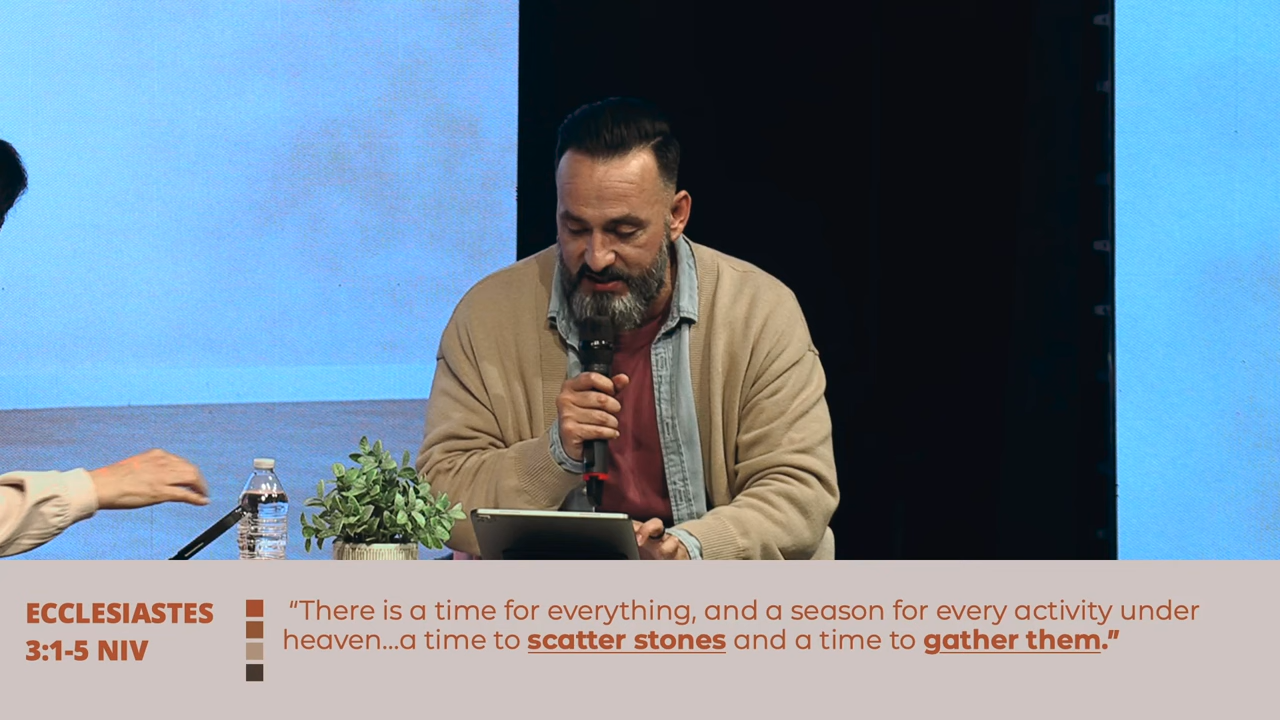 ECCLESIASTES
3:1-5 NIV
“There is a time for everything, and a season for every activity under
heaven...a time to scatter stones and a time to gather them.”